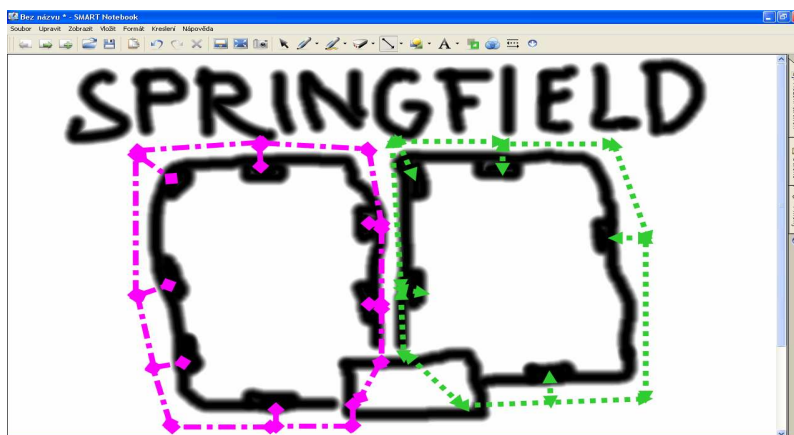 Bez názvu * - SMART Notebook
Soubor Upravit Zobrazit Vložit Formát Kreslení Nápověda
SPRINGFIELD